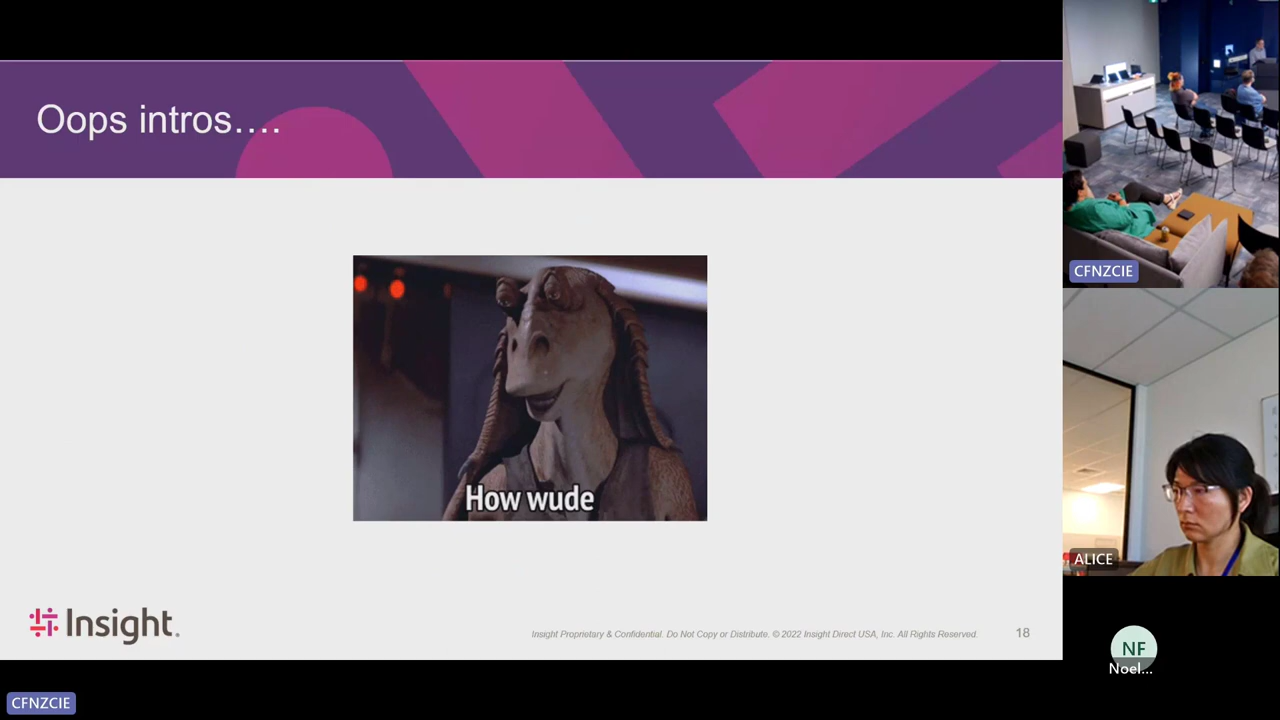 Oops intros….
How wude
Insight.
Insight Proprietary & Confidential. Do Not Copy or Distribute. © 2022 Insight Direct USA, Inc. All Rights Reserved.
18
CFNZCIE
ALICE
NF
Noel...
CFNZCIE